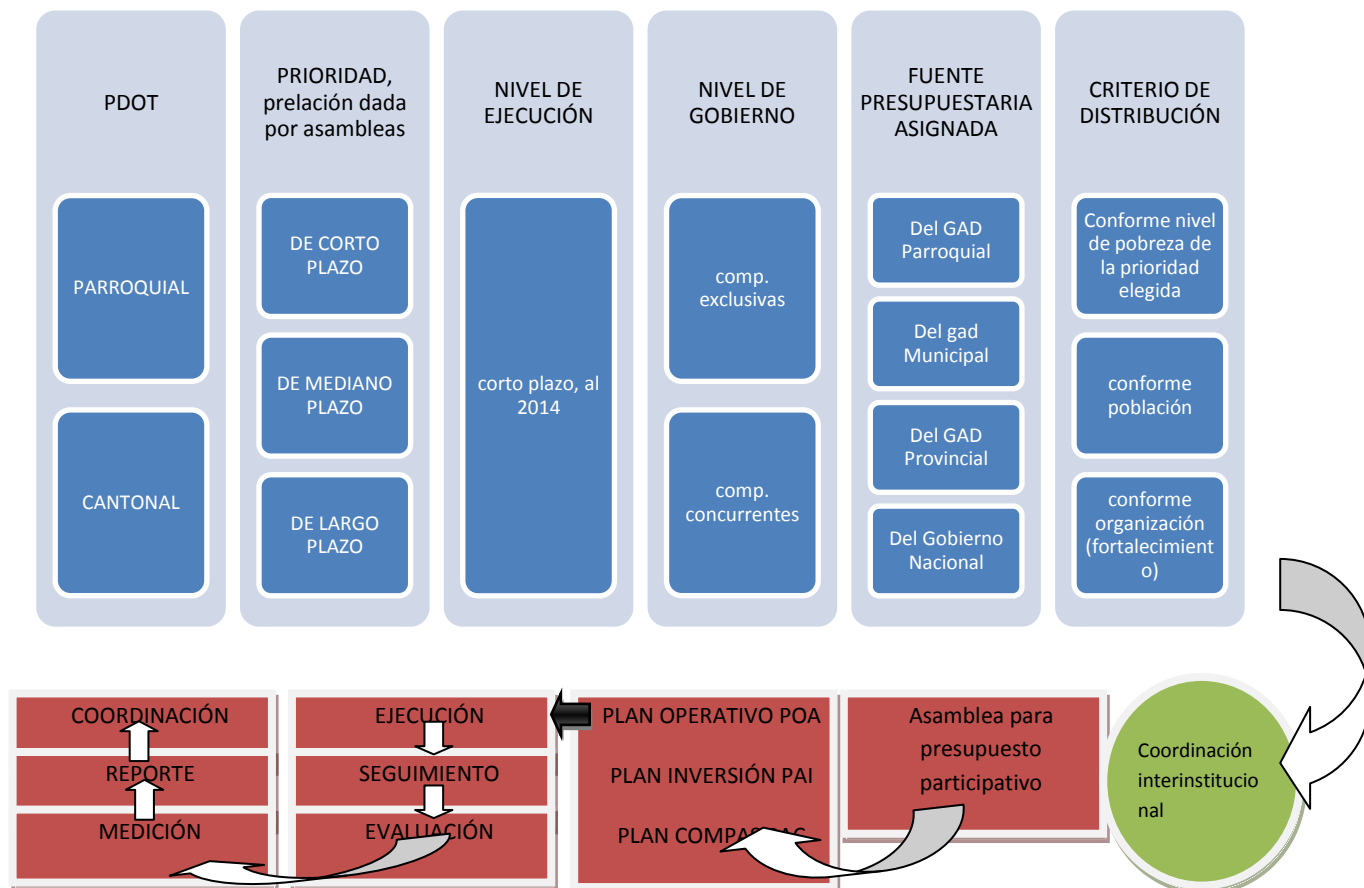 PDOT
PARROQUIAL
CANTONAL
PRIORIDAD,
prelación dada
por asambleas
DE CORTO
PLAZO
DE MEDIANO
PLAZO
DE LARGO
PLAZO
NIVEL DE
EJECUCIÓN
corto plazo, al
2014
NIVEL DE
GOBIERNO
comp.
exclusivas
comp.
concurrentes
FUENTE
PRESUPUESTARIA
ASIGNADA
Del GAD
Parroquial
Del gad
Municipal
Del GAD
Provincial
Del Gobierno
Nacional
CRITERIO DE
DISTRIBUCIÓN
Conforme nivel
de pobreza de
la prioridad
elegida
conforme
población
conforme
organización
(fortalecimient
o)
COORDINACIÓN
REPORTE
MEDICIÓN
EJECUCIÓN
SEGUIMIENTO
EVALUACIÓN
PLAN OPERATIVO POA
PLAN INVERSIÓN PAI
PLAN
Asamblea para
presupuesto
participativo
Coordinación
interinstitucio
nal